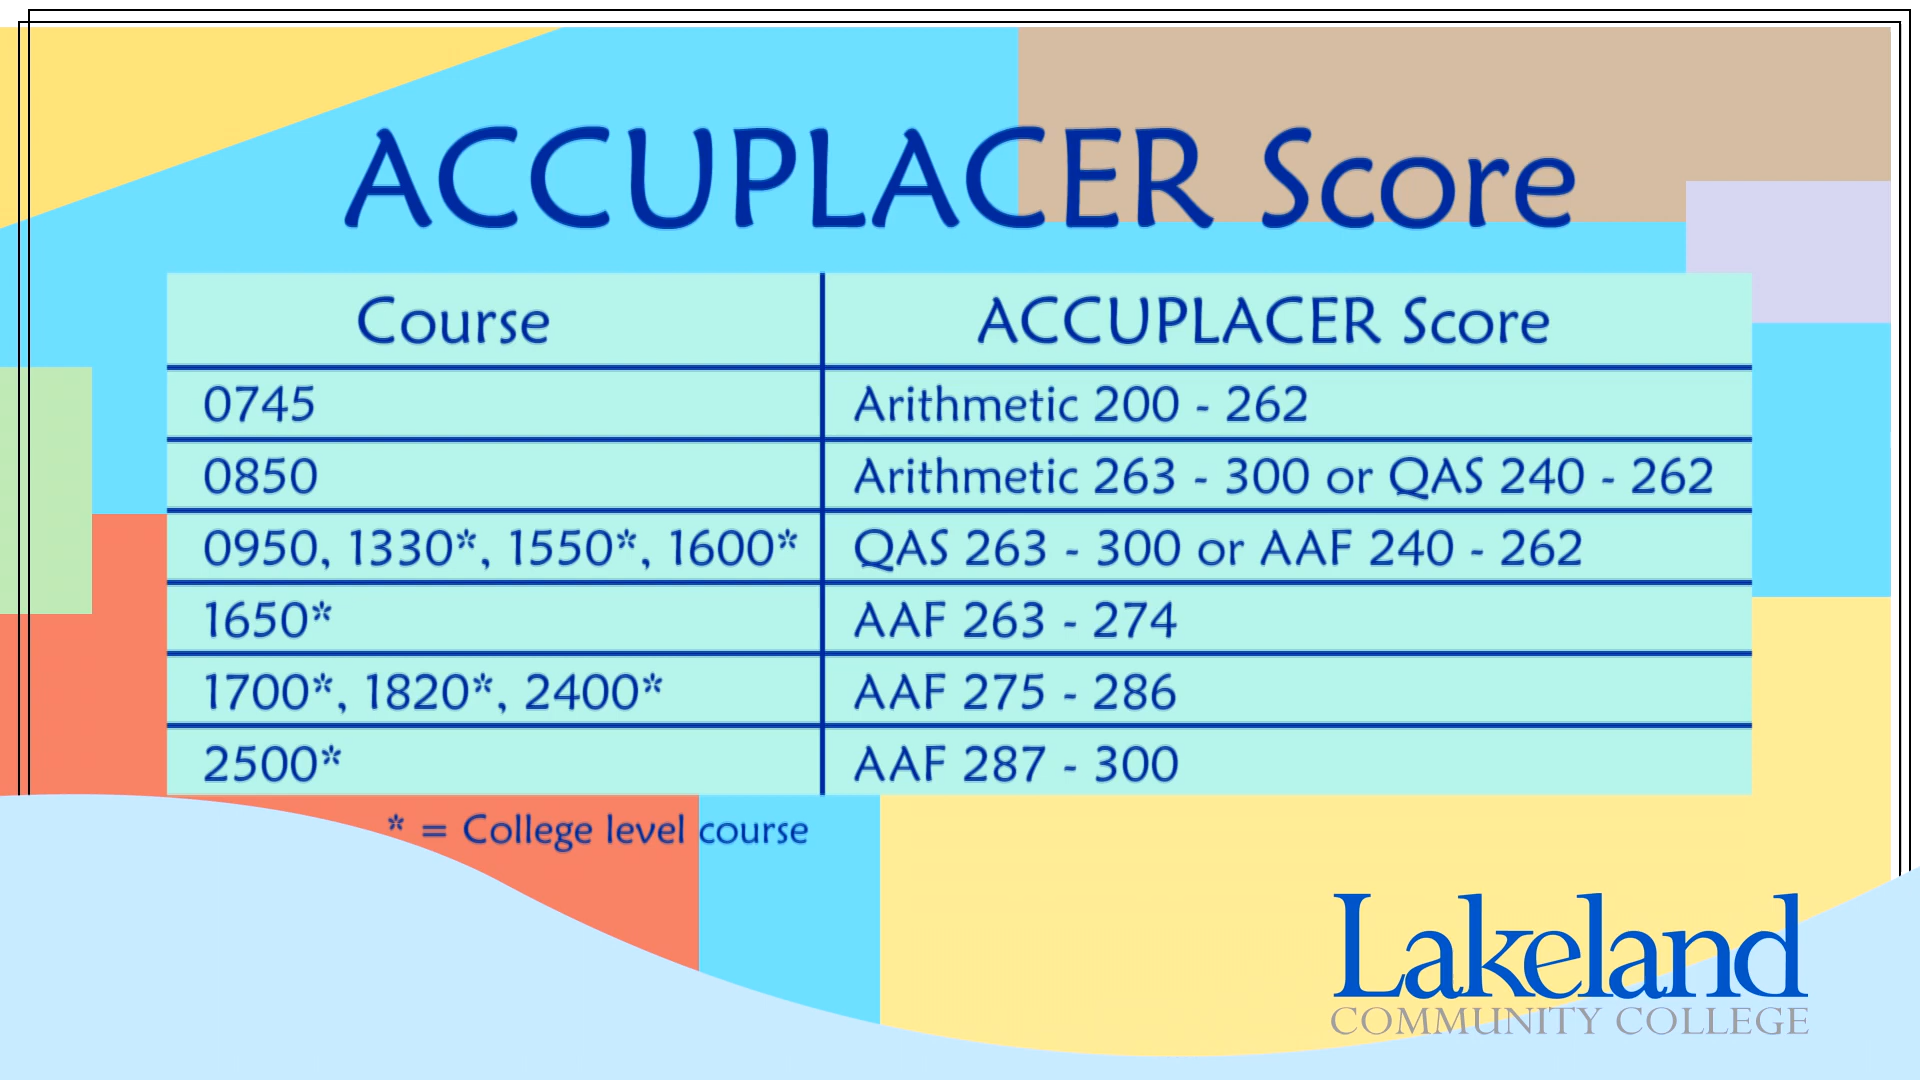 ACCUPLACER Score
Course ACCUPLACER Score
0745 Arithmetic 200 - 262
0850 Arithmetic 263 - 300 or QAS 240 - 262
0950, 1330*, 1550*, 1600* QAS 263 - 300 or AAF 240 - 262
1650* AAF 263 - 274
1700*, 1820*, 2400* AAF 275 - 286
2500* AAF 287 - 300
* = College level course
Lakeland
COMMUNITY COLLEGE